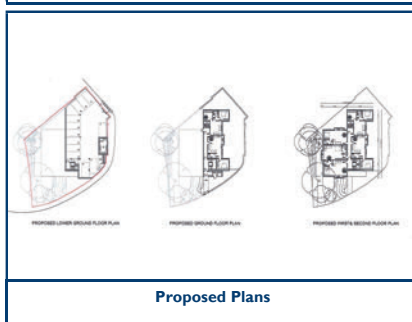 PROPOSED LOWER GROUND FLOOR PLAN
PROPOSED GROUND FLOOR PLAN
PROPOSED FIRST & SECOND FLOOR PLAN
Proposed Plans